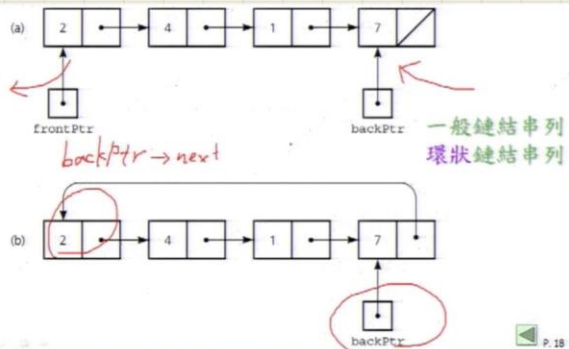 (a) 2 4 1 7
frontPtr backPtr
一般鏈結串列
環狀鏈結串列
backPtr → next
(b) 2 4 1 7
backPtr
P. 18